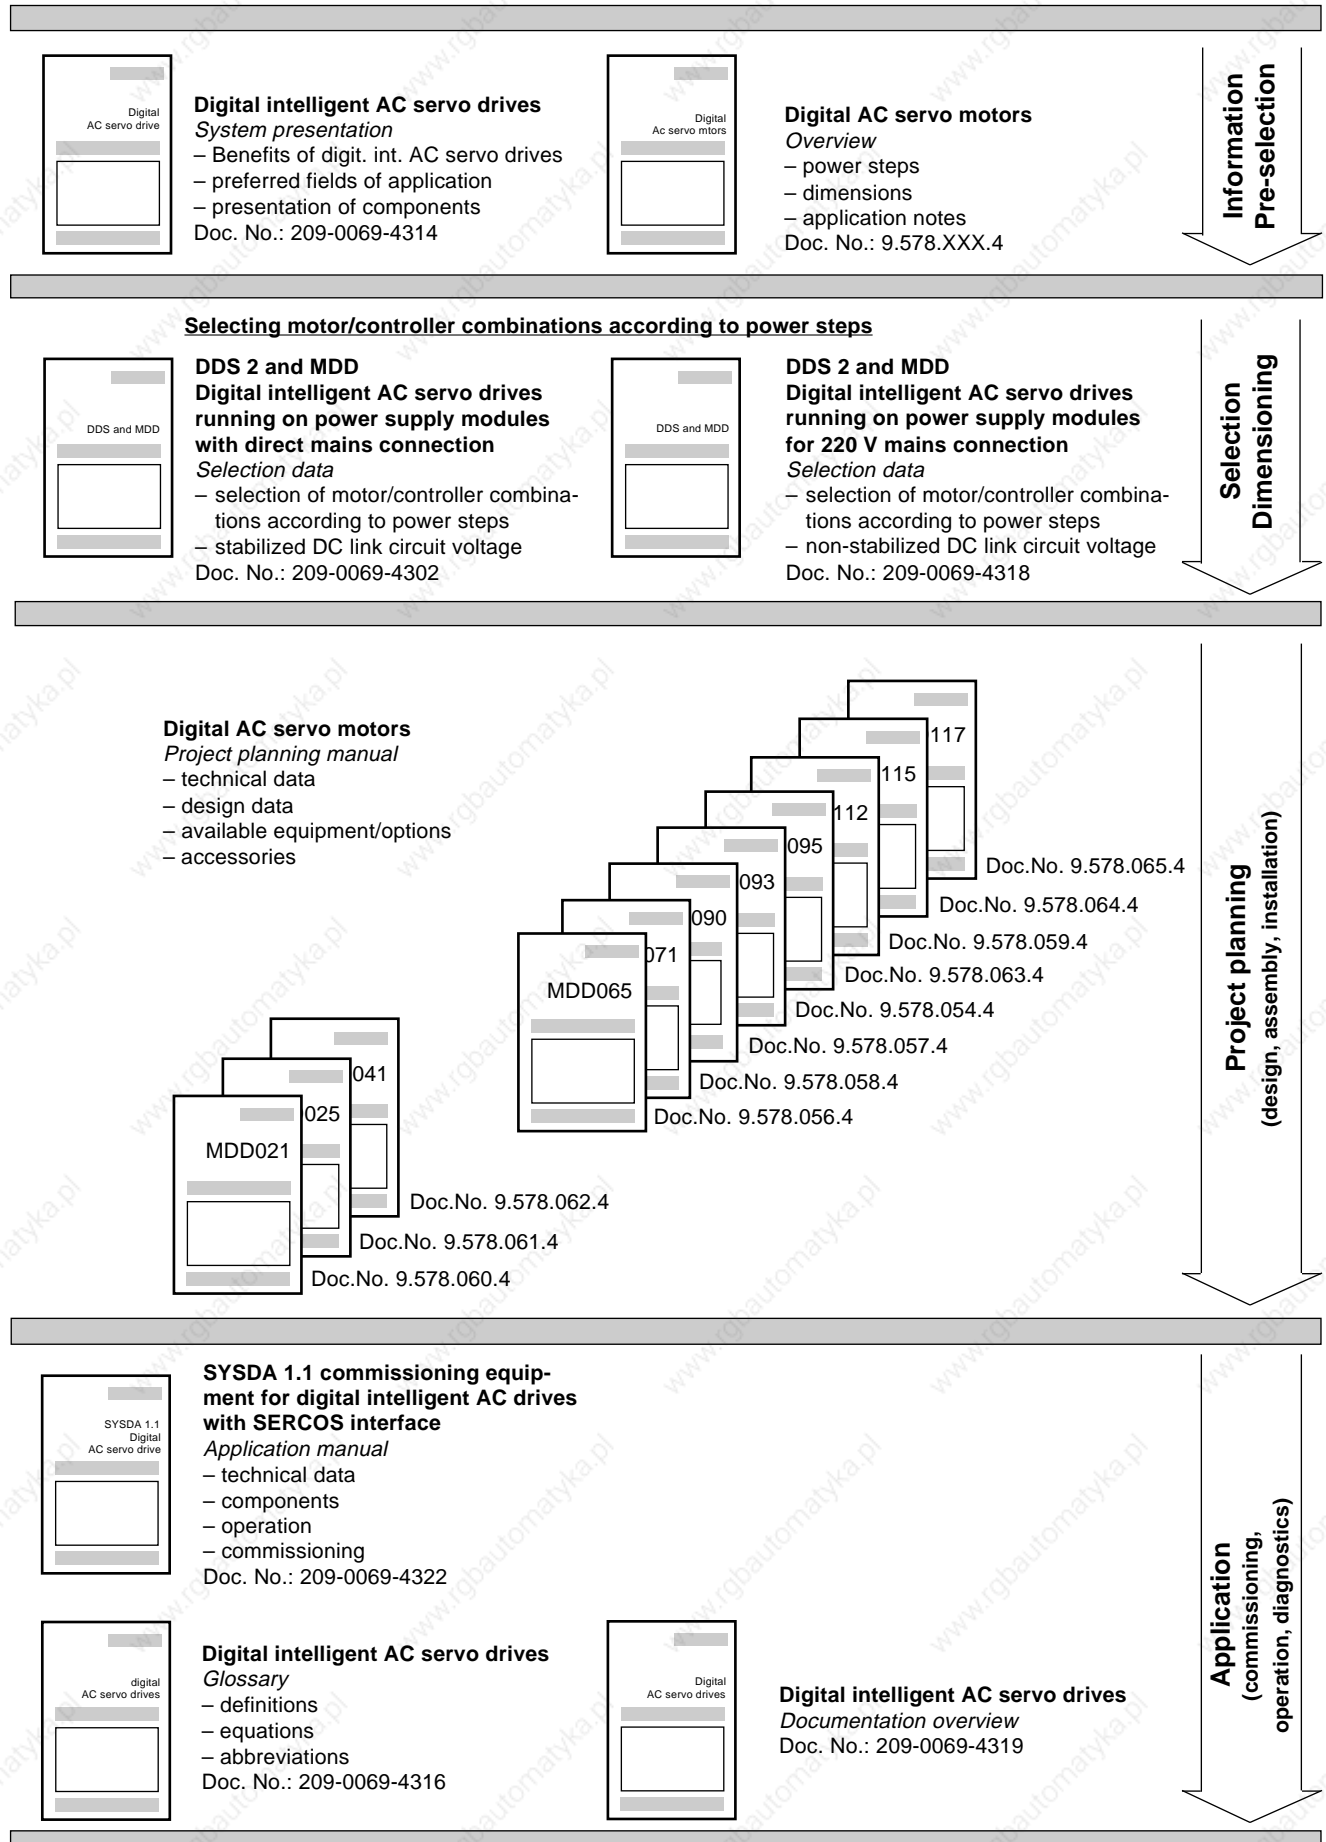 Digital
AC servo drive
Digital intelligent AC servo drives
System presentation
– Benefits of digit. int. AC servo drives
– preferred fields of application
– presentation of components
Doc. No.: 209-0069-4314
Digital
Ac servo mtors
Digital AC servo motors
Overview
– power steps
– dimensions
– application notes
Doc. No.: 9.578.XXX.4
Information
Pre-selection
Selecting motor/controller combinations according to power steps
DDS and MDD
DDS 2 and MDD
Digital intelligent AC servo drives
running on power supply modules
with direct mains connection
Selection data
– selection of motor/controller combina-
tions according to power steps
– stabilized DC link circuit voltage
Doc. No.: 209-0069-4302
DDS and MDD
DDS 2 and MDD
Digital intelligent AC servo drives
running on power supply modules
for 220 V mains connection
Selection data
– selection of motor/controller combina-
tions according to power steps
– non-stabilized DC link circuit voltage
Doc. No.: 209-0069-4318
Selection
Dimensioning
Digital AC servo motors
Project planning manual
– technical data
– design data
– available equipment/options
– accessories
117
115
112
095
093
090
071
MDD065
Doc.No. 9.578.065.4
Doc.No. 9.578.064.4
Doc.No. 9.578.059.4
Doc.No. 9.578.063.4
Doc.No. 9.578.054.4
Doc.No. 9.578.057.4
Doc.No. 9.578.058.4
Doc.No. 9.578.056.4
041
025
MDD021
Doc.No. 9.578.062.4
Doc.No. 9.578.061.4
Doc.No. 9.578.060.4
Project planning
(design, assembly, installation)
SYSDA 1.1
Digital
AC servo drive
SYSDA 1.1 commissioning equip-
ment for digital intelligent AC drives
with SERCOS interface
Application manual
– technical data
– components
– operation
– commissioning
Doc. No.: 209-0069-4322
digital
AC servo drives
Digital intelligent AC servo drives
Glossary
– definitions
– equations
– abbreviations
Doc. No.: 209-0069-4316
Digital
AC servo drives
Digital intelligent AC servo drives
Documentation overview
Doc. No.: 209-0069-4319
Application
(commissioning,
operation, diagnostics)
www.rgbautomatyka.pl